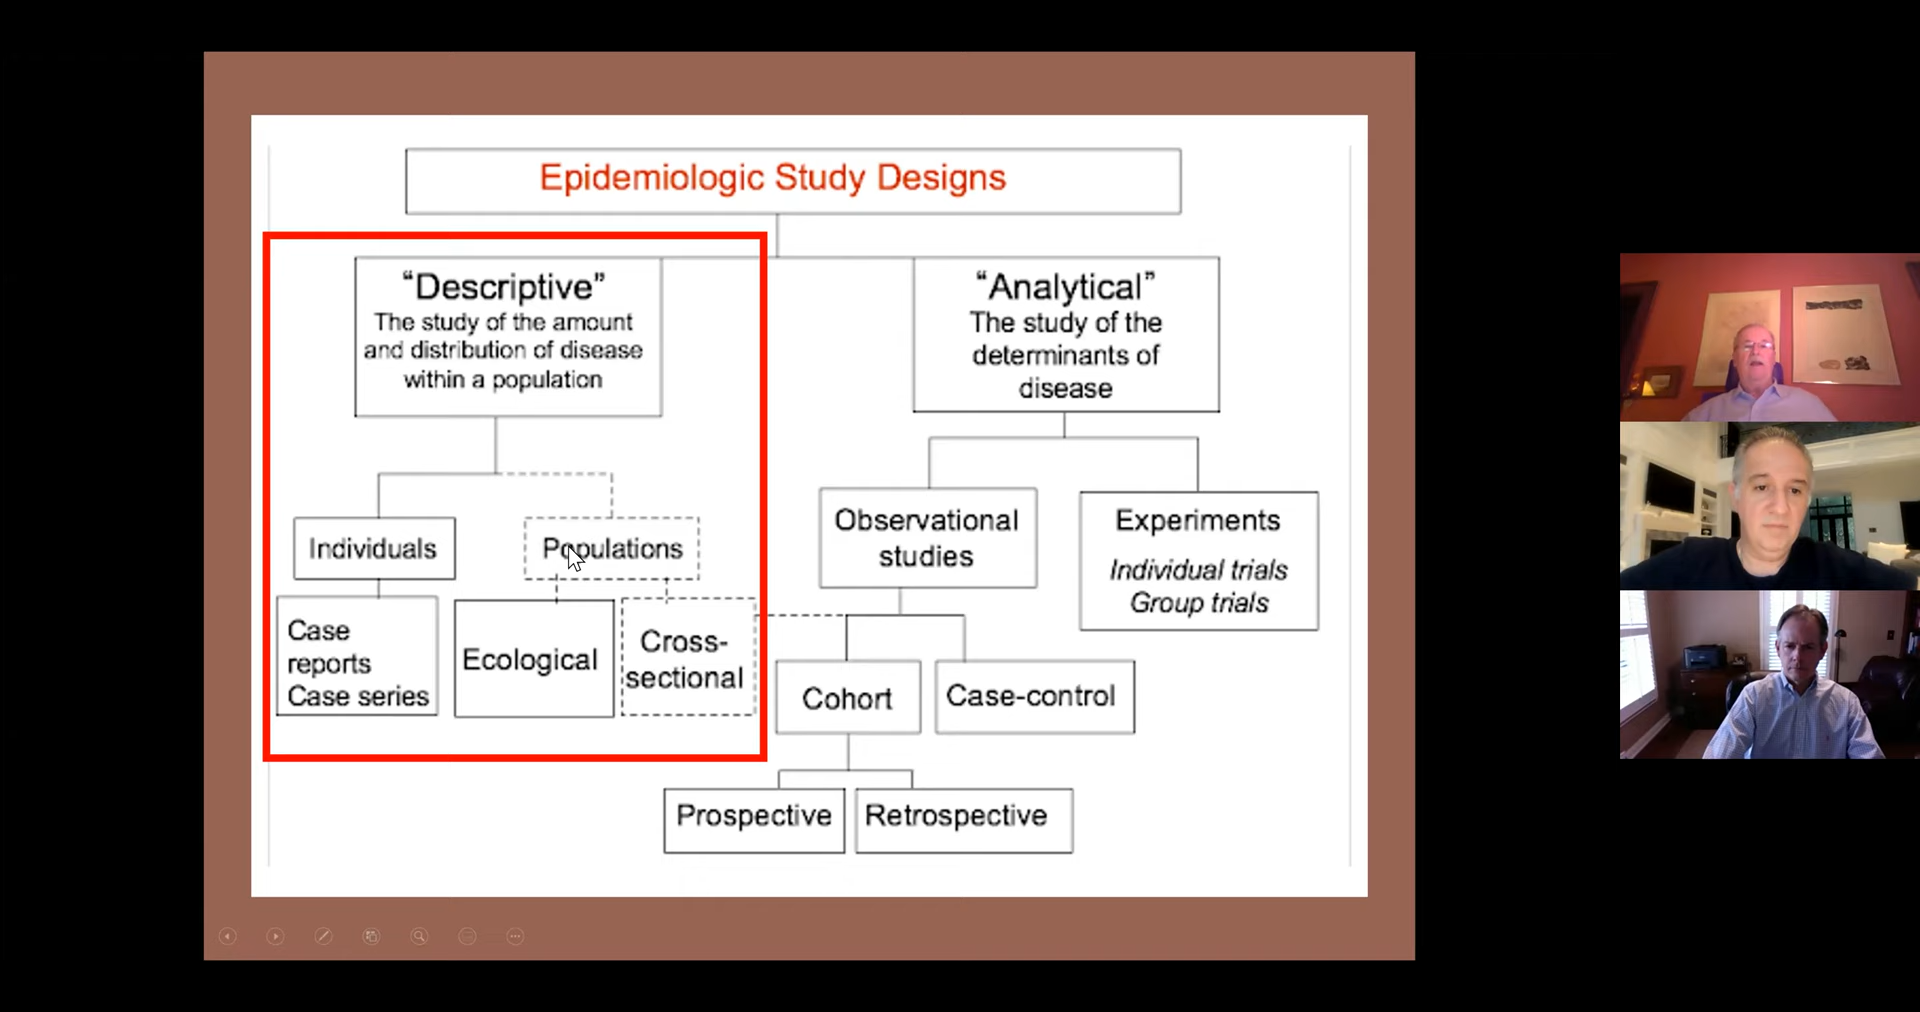 Epidemiologic Study Designs
“Descriptive”
The study of the amount
and distribution of disease
within a population
“Analytical”
The study of the
determinants of
disease
Individuals
Populations
Observational
studies
Experiments
Individual trials
Group trials
Case
reports
Case series
Ecological
Cross-
sectional
Cohort
Case-control
Prospective
Retrospective